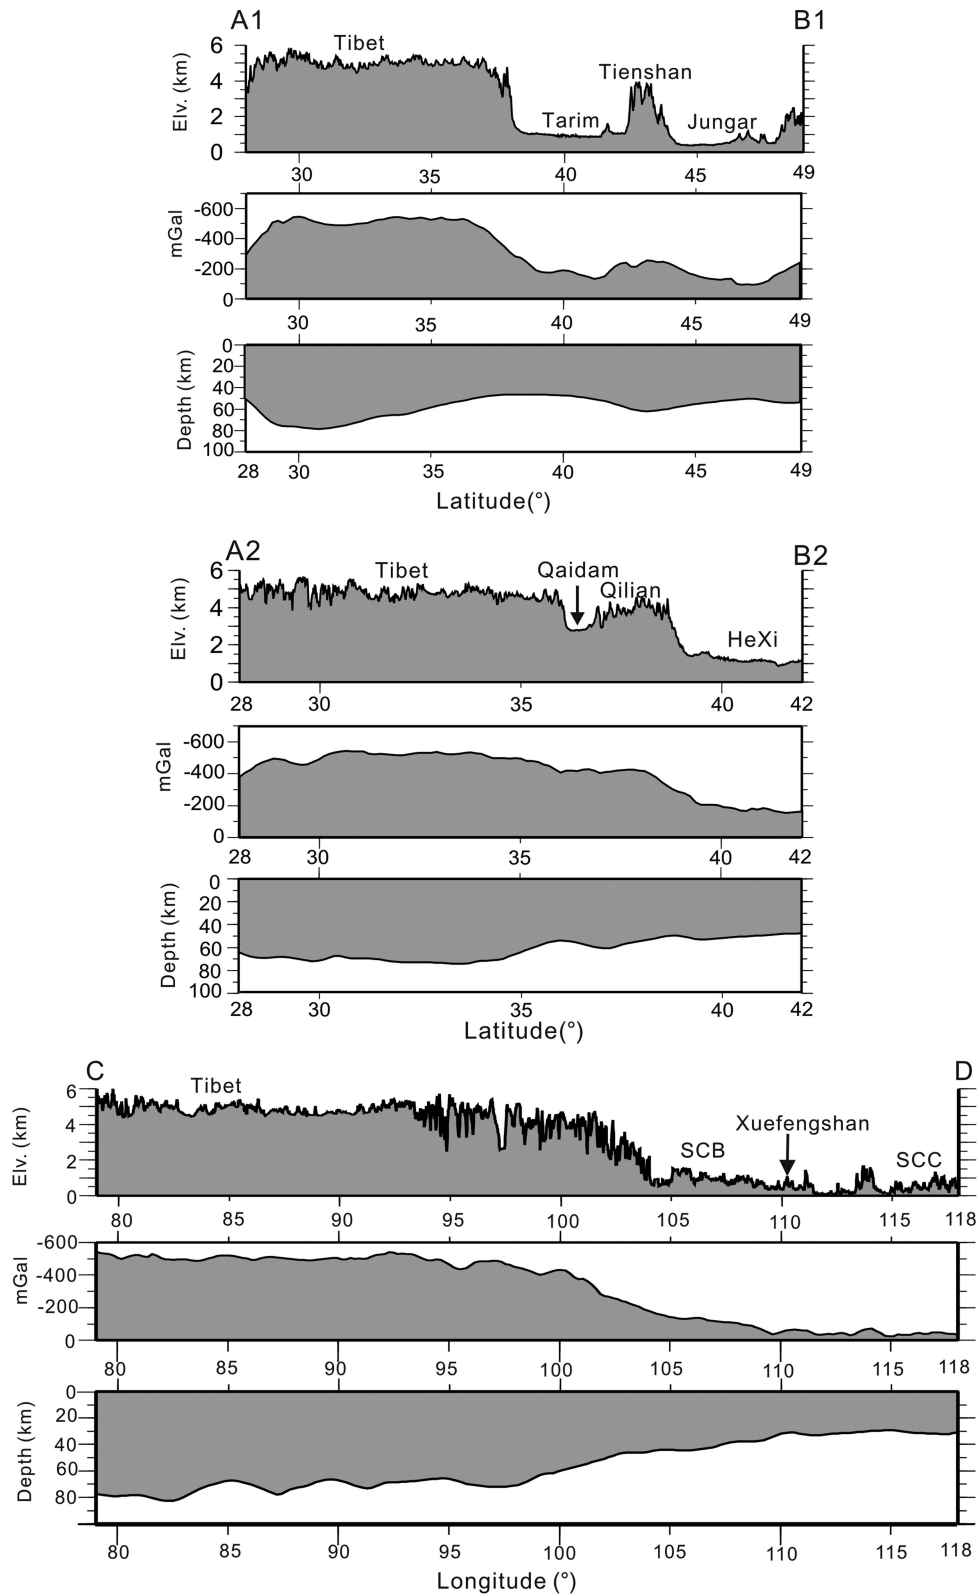 A1 B1
Elv. (km)
6
4
2
0
Tibet
Tienshan
Tarim
Jungar
30 35 40 45 49
mGal
-600
-400
-200
0
30 35 40 45 49
Depth (km)
0
20
40
60
80
100
28 30 35 40 45 49
Latitude(°)
A2 B2
Elv. (km)
6
4
2
0
Tibet
Qaidam
Qilian
HeXi
28 30 35 40 42
mGal
-600
-400
-200
0
28 30 35 40 42
Depth (km)
0
20
40
60
80
100
28 30 35 40 42
Latitude(°)
C D
Elv. (km)
6
4
2
0
Tibet
Xuefengshan
SCB
SCC
80 85 90 95 100 105 110 115 118
mGal
-600
-400
-200
0
80 85 90 95 100 105 110 115 118
Depth (km)
0
20
40
60
80
80 85 90 95 100 105 110 115 118
Longitude (°)